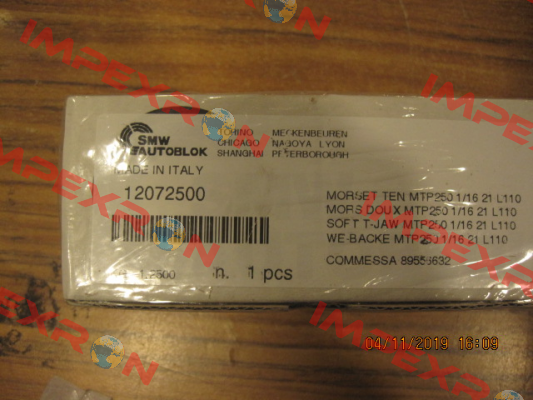 SMW
AUTOBLOK
MECKENBEUREN
CHICAGO NAGOYA LYON
SHANGHAI PETERBOROUGH
MADE IN ITALY
12072500
n. 1 pcs
MORSET TEN MTP250 1/16 21 L110
MORS DOUX MTP250 1/16 21 L110
SOFT T-JAW MTP250 1/16 21 L110
WE-BACKE MTP250 1/16 21 L110
COMMESSA
04/11/2019 16:09
IMPEXRON
IMPEXRON
IMPEXRON
IMPEXRON